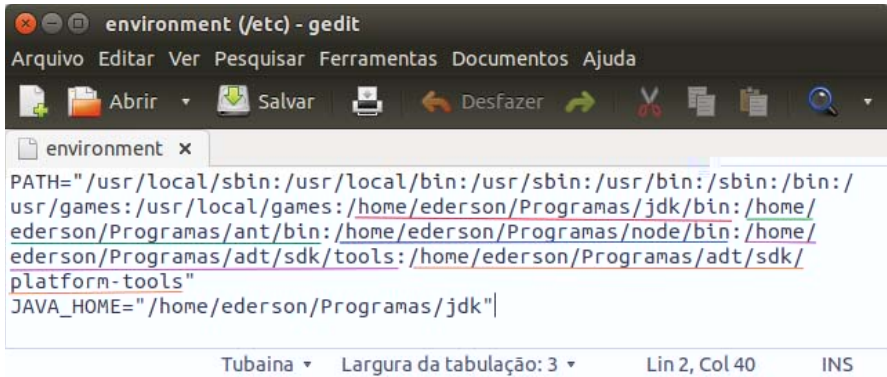 environment (/etc) - gedit
Arquivo Editar Ver Pesquisar Ferramentas Documentos Ajuda
Abrir Salvar Desfazer
environment ×
PATH="/usr/local/sbin:/usr/local/bin:/usr/sbin:/usr/bin:/sbin:/bin:/
usr/games:/usr/local/games:/home/ederson/Programas/jdk/bin:/home/
ederson/Programas/ant/bin:/home/ederson/Programas/node/bin:/home/
ederson/Programas/adt/sdk/tools:/home/ederson/Programas/adt/sdk/
platform-tools"
JAVA_HOME="/home/ederson/Programas/jdk"
Tubaina Largura da tabulação: 3 Lin 2, Col 40 INS